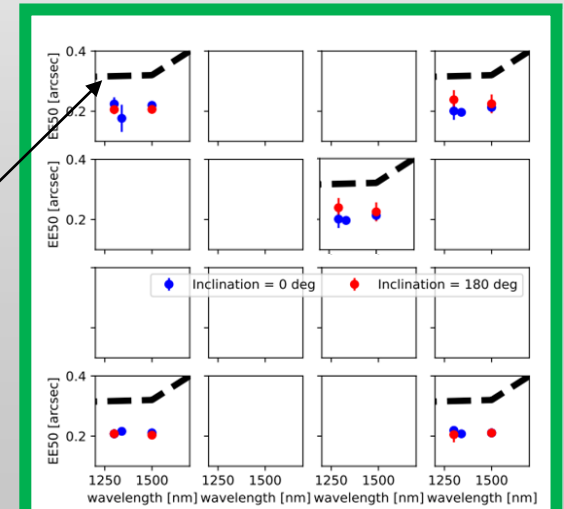 0.4
0.2
EE50 [arcsec]
0.4
0.2
EE50 [arcsec]
Inclination = 0 deg Inclination = 180 deg
0.4
0.2
EE50 [arcsec]
1250 1500 1250 1500 1250 1500 1250 1500
wavelength [nm] wavelength [nm] wavelength [nm] wavelength [nm]